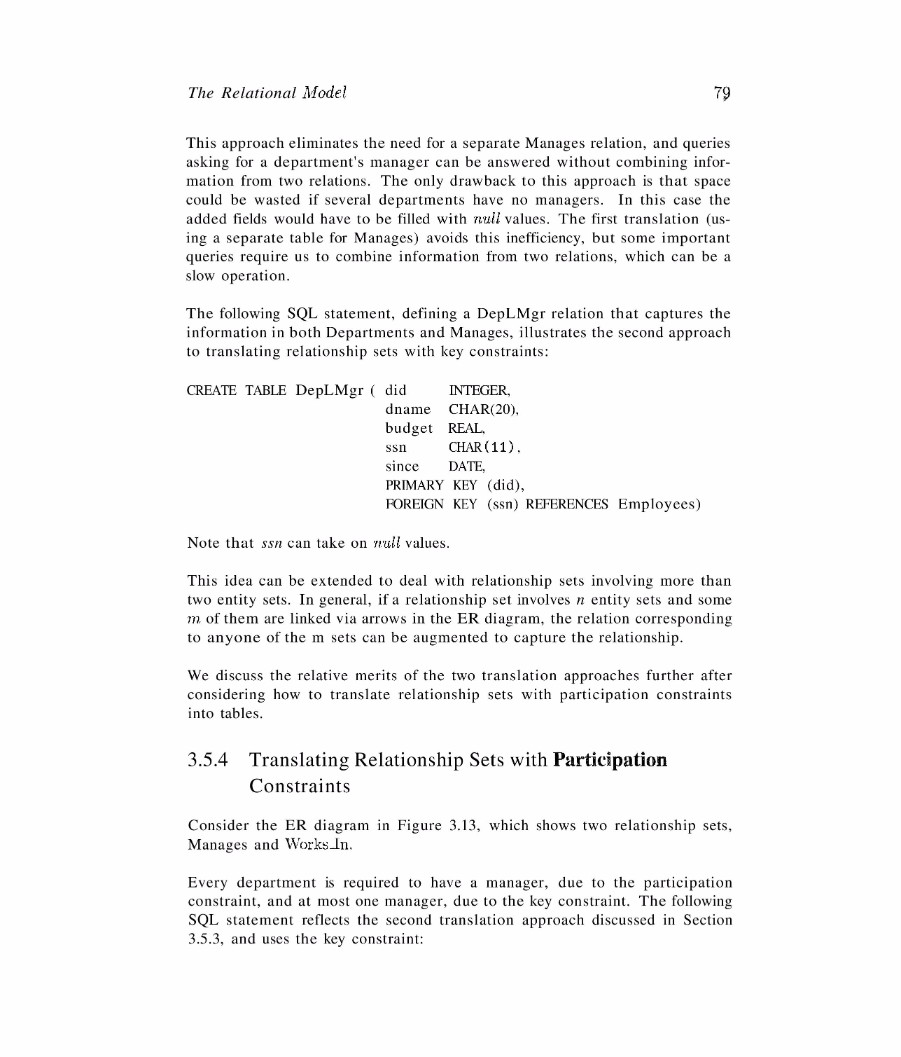 The Relational Model 79
This approach eliminates the need for a separate Manages relation, and queries
asking for a department's manager can be answered without combining infor-
mation from two relations. The only drawback to this approach is that space
could be wasted if several departments have no managers. In this case the
added fields would have to be filled with null values. The first translation (us-
ing a separate table for Manages) avoids this inefficiency, but some important
queries require us to combine information from two relations, which can be a
slow operation.
The following SQL statement, defining a DepLMgr relation that captures the
information in both Departments and Manages, illustrates the second approach
to translating relationship sets with key constraints:
CREATE TABLE DepLMgr ( did INTEGER,
dname CHAR(20),
budget REAL,
ssn CHAR(11),
since DATE,
PRIMARY KEY (did),
FOREIGN KEY (ssn) REFERENCES Employees)
Note that ssn can take on null values.
This idea can be extended to deal with relationship sets involving more than
two entity sets. In general, if a relationship set involves n entity sets and some
m of them are linked via arrows in the ER diagram, the relation corresponding
to anyone of the m sets can be augmented to capture the relationship.
We discuss the relative merits of the two translation approaches further after
considering how to translate relationship sets with participation constraints
into tables.
3.5.4 Translating Relationship Sets with Participation
Constraints
Consider the ER diagram in Figure 3.13, which shows two relationship sets,
Manages and Works_In.
Every department is required to have a manager, due to the participation
constraint, and at most one manager, due to the key constraint. The following
SQL statement reflects the second translation approach discussed in Section
3.5.3, and uses the key constraint: